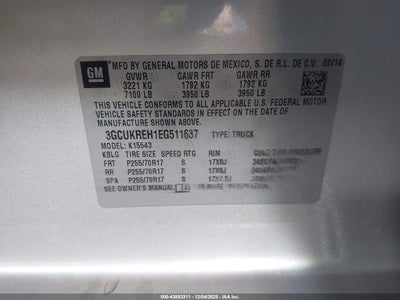 GM
MFD BY GENERAL MOTORS DE MEXICO, S. DE R.L. DE C.V. 06/14
GVWR GAWR FRT GAWR RR
3221 KG 1792 KG 1792 KG
7100 LB 3950 LB 3950 LB
THIS VEHICLE CONFORMS TO ALL APPLICABLE U.S. FEDERAL MOTOR
VEHICLE SAFETY STANDARDS IN EFFECT ON THE DATE OF
MANUFACTURE SHOWN ABOVE.
3GCUKREH1EG511637 TYPE: TRUCK
MODEL: K15543
TIRE SIZE SPEED RTG RIM COLD TIRE PRESSURE
FRT P255/70R17 S 17X8J
RR P255/70R17 S 17X8J
SPA P255/70R17 S
SEE OWNER'S MANUAL FOR MORE INFORMATION
000-43853311 - 12/04/2025 - IAA Inc.